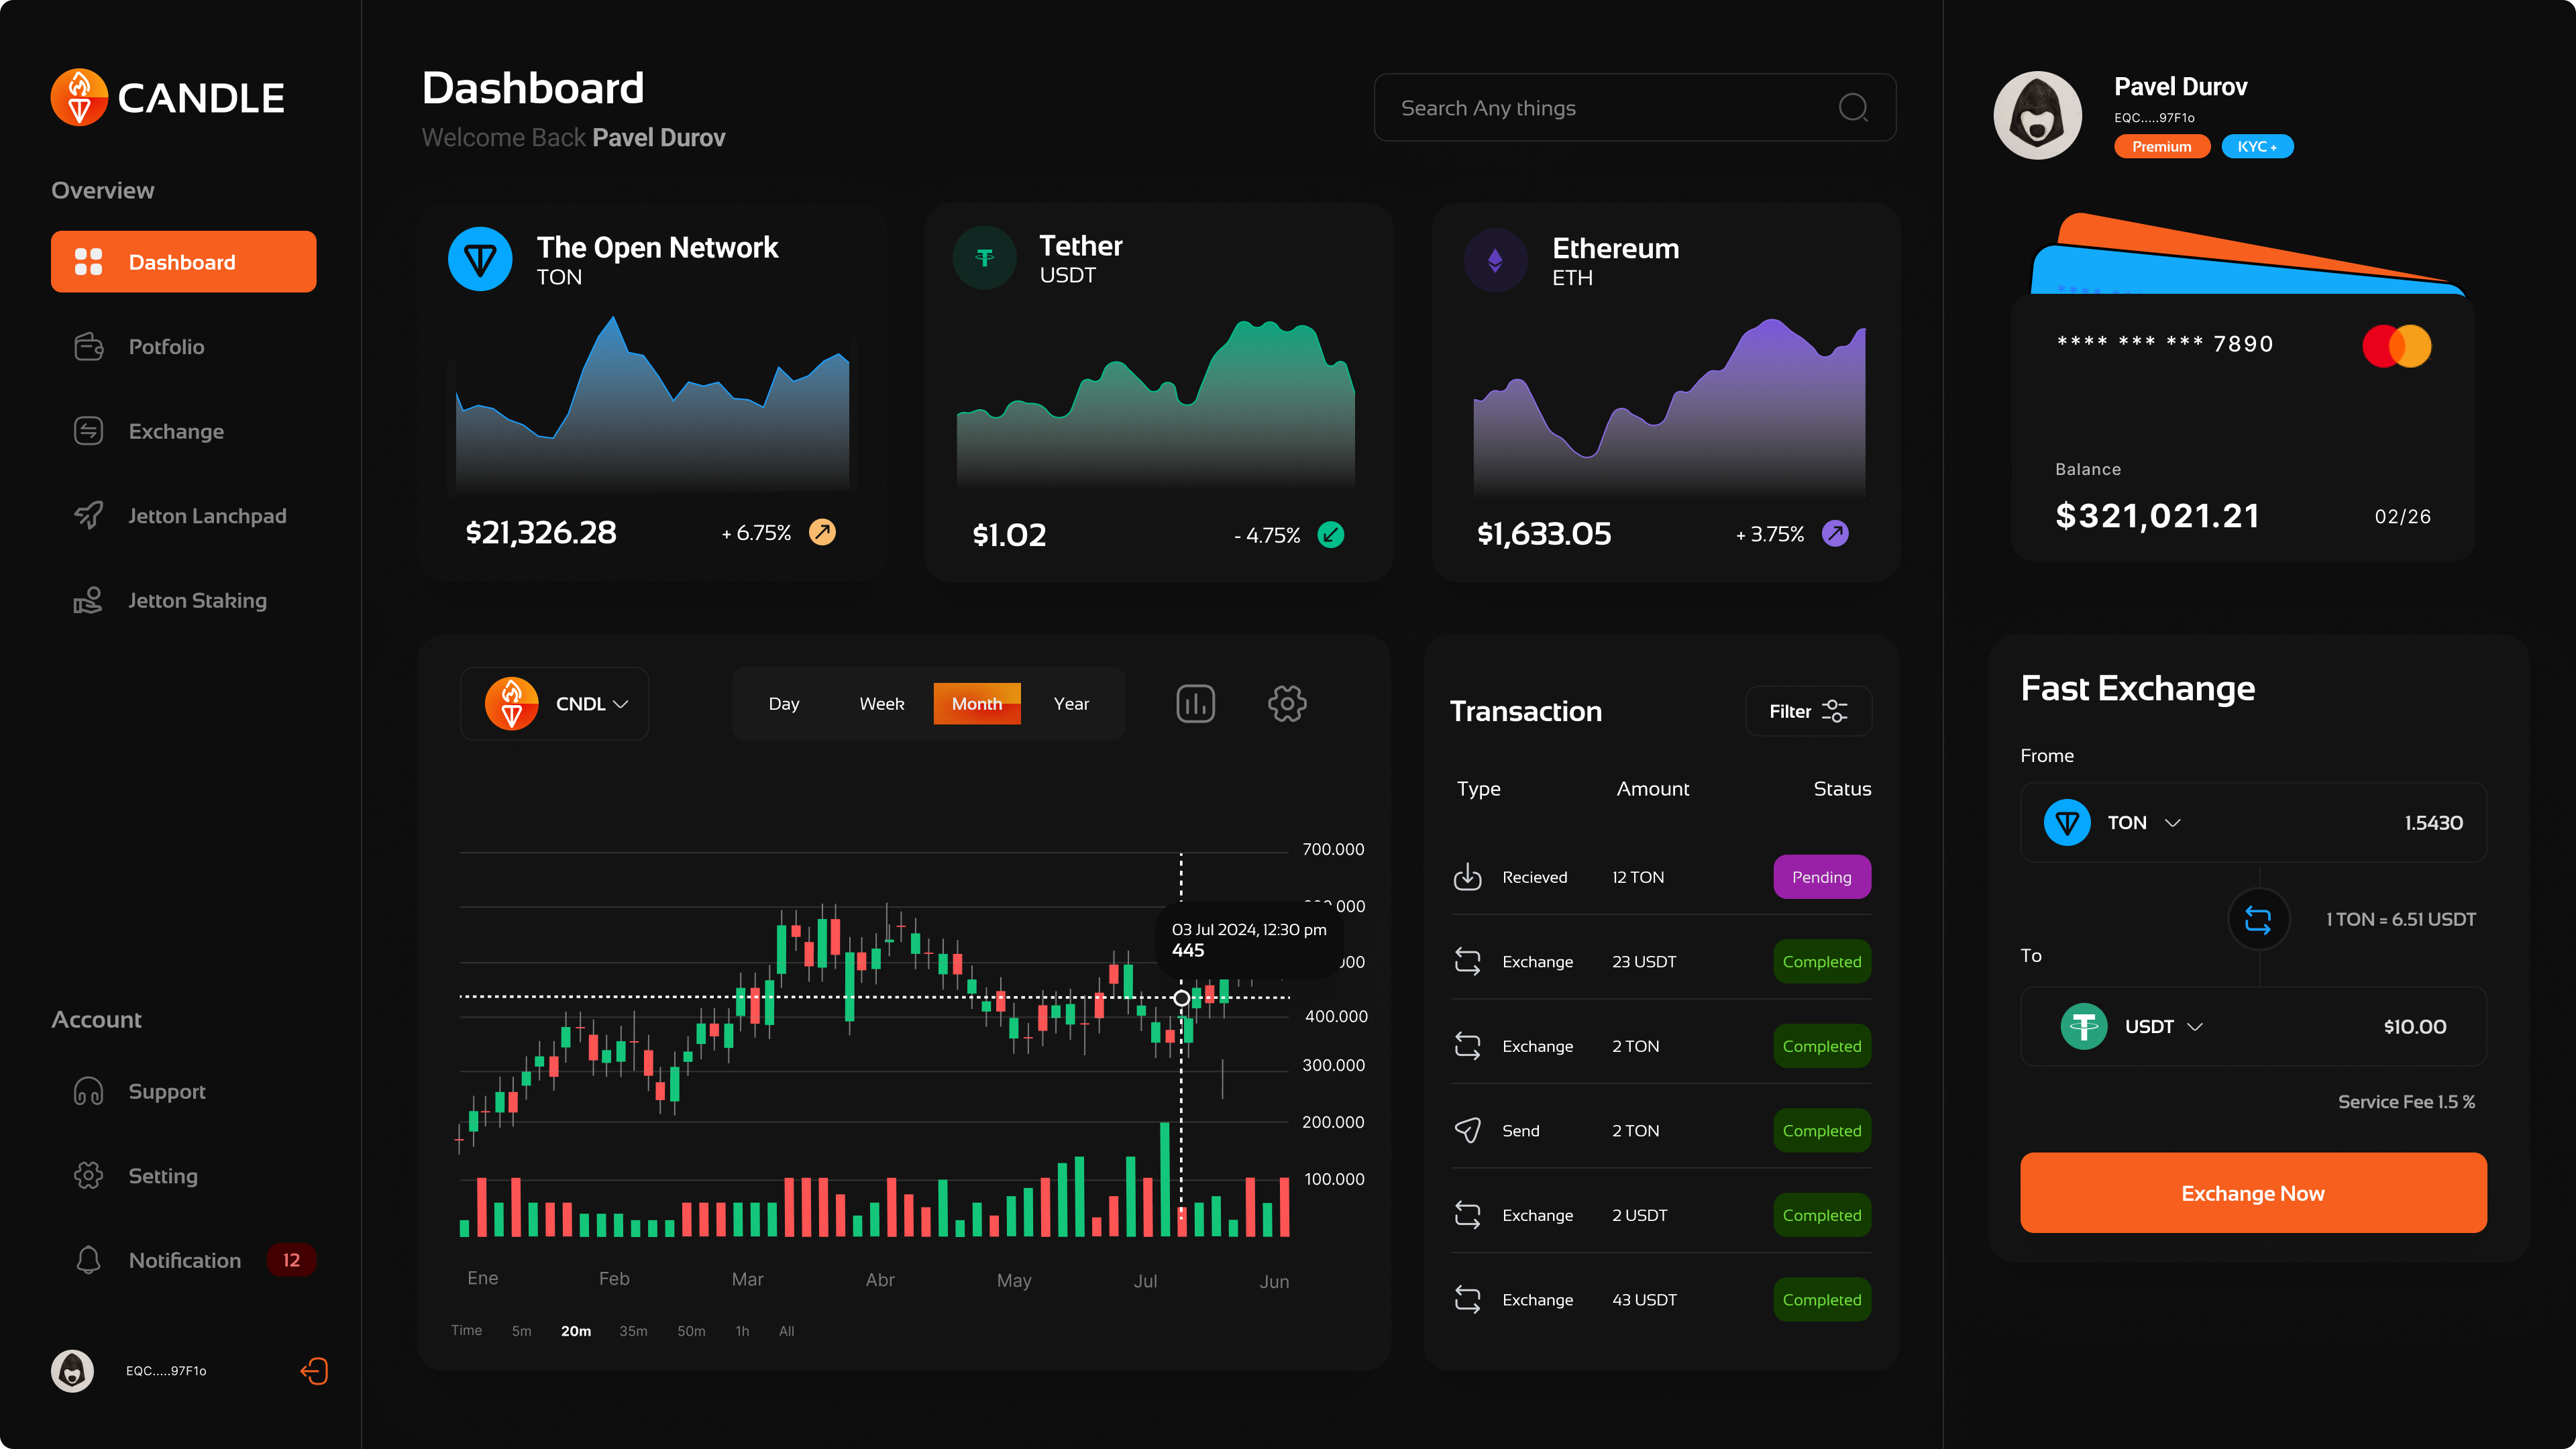 CANDLE
Overview
Dashboard
Potfolio
Exchange
Jetton Lanchpad
Jetton Staking
Account
Support
Setting
Notification 12
EQC.....97F1o
Dashboard
Welcome Back Pavel Durov
Search Any things
The Open Network
TON
$21,326.28 + 6.75%
Tether
USDT
$1.02 - 4.75%
Ethereum
ETH
$1,633.05 + 3.75%
CNDL
Day Week Month Year
700.000
03 Jul 2024, 12:30 pm
445
400.000
300.000
200.000
100.000
Ene Feb Mar Abr May Jul Jun
Time 5m 20m 35m 50m 1h All
Transaction
Filter
Type Amount Status
Recieved 12 TON Pending
Exchange 23 USDT Completed
Exchange 2 TON Completed
Send 2 TON Completed
Exchange 2 USDT Completed
Exchange 43 USDT Completed
Pavel Durov
EQC.....97F1o
Premium KYC +
**** *** *** 7890
Balance
$321,021.21 02/26
Fast Exchange
Frome
TON 1.5430
1 TON = 6.51 USDT
To
USDT $10.00
Service Fee 1.5 %
Exchange Now